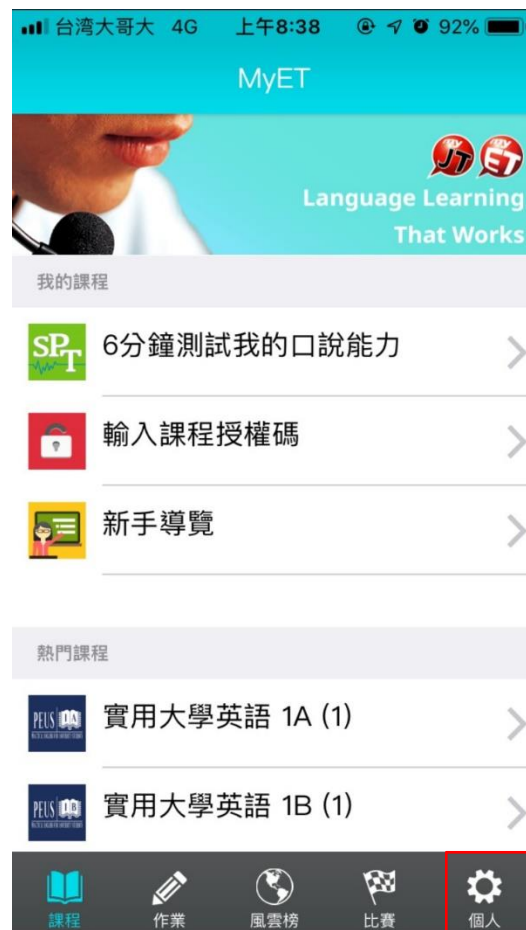 台湾大哥大 4G 上午8:38 92%
MyET
MY JT MY ET
Language Learning
That Works
我的課程
SPT
6分鐘測試我的口說能力
輸入課程授權碼
新手導覽
熱門課程
PEUS 1A
實用大學英語 1A (1)
PEUS 1B
實用大學英語 1B (1)
課程 作業 風雲榜 比賽 個人